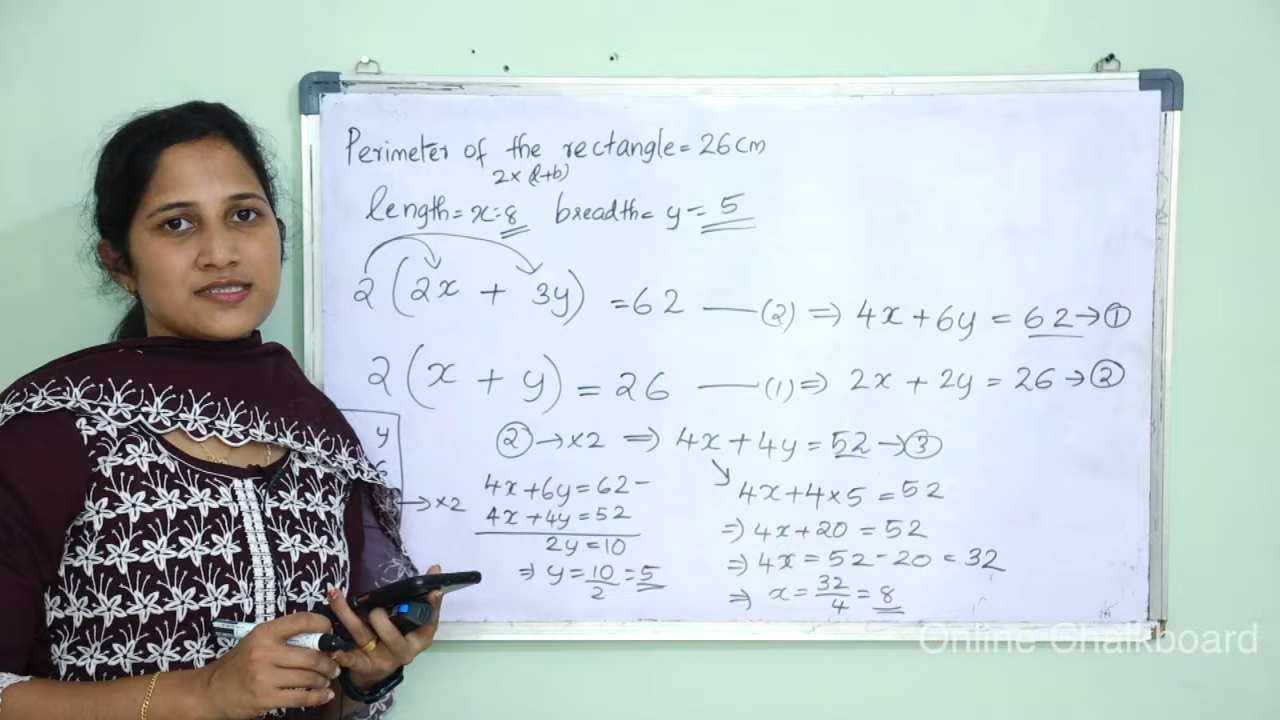 Perimeter of the rectangle = 26cm
2×(l+b)
length = x = 8 breadth = y = 5
2(2x + 3y) = 62 — (2) ⇒ 4x + 6y = 62 → ①
2(x + y) = 26 — (1) ⇒ 2x + 2y = 26 → ②
② → ×2 ⇒ 4x + 4y = 52 → ③
y
→ ×2
4x + 6y = 62 -
4x + 4y = 52
2y = 10
⇒ y = 10/2 = 5
4x + 4×5 = 52
⇒ 4x + 20 = 52
⇒ 4x = 52 - 20 = 32
⇒ x = 32/4 = 8
Online Chalkboard